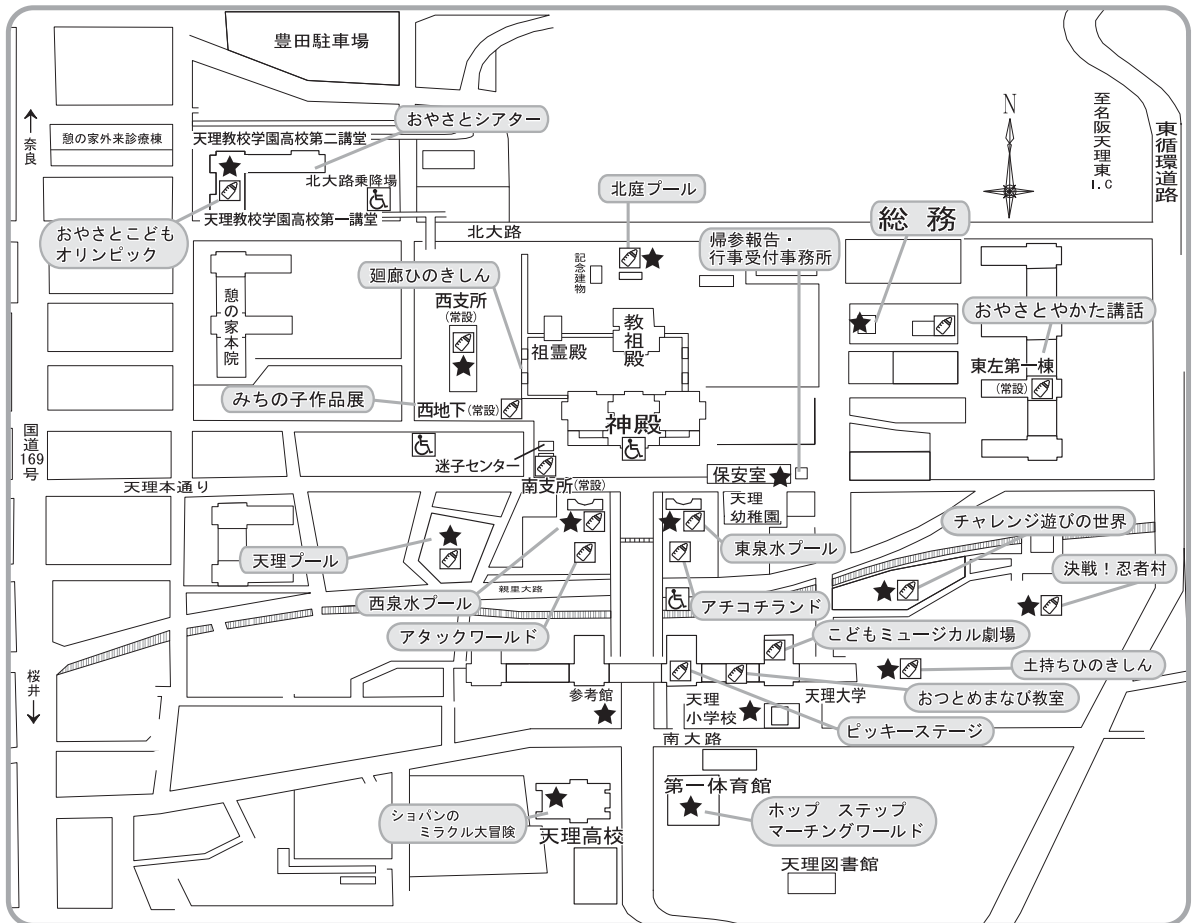 豊田駐車場
N
至名阪天理東I.C
東循環道路
↑奈良
憩の家外来診療棟
おやさとシアター
天理教校学園高校第二講堂
北大路乗降場
天理教校学園高校第一講堂
おやさとこども
オリンピック
北大路
北庭プール
総務
帰参報告・
行事受付事務所
記念建物
廻廊ひのきしん
西支所
(常設)
憩の家本院
教祖殿
祖霊殿
おやさとやかた講話
東左第一棟
(常設)
みちの子作品展
西地下(常設)
神殿
国道169号
迷子センター
天理本通り
南支所(常設)
保安室
天理
幼稚園
チャレンジ遊びの世界
天理プール
東泉水プール
決戦！忍者村
親里大路
西泉水プール
アチコチランド
アタックワールド
こどもミュージカル劇場
土持ちひのきしん
桜井↓
参考館
天理
小学校
天理大学
おつとめまなび教室
ピッキーステージ
南大路
第一体育館
ショパンの
ミラクル大冒険
天理高校
ホップ ステップ
マーチングワールド
天理図書館